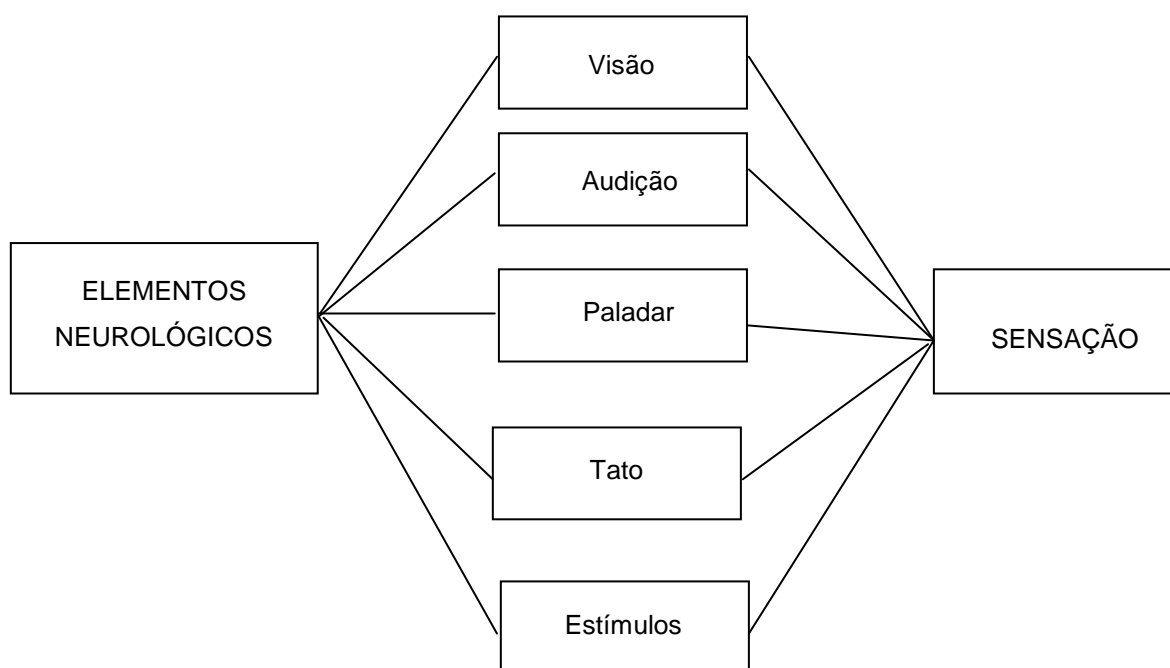 Visão
Audição
ELEMENTOS
NEUROLÓGICOS
Paladar
SENSAÇÃO
Tato
Estímulos